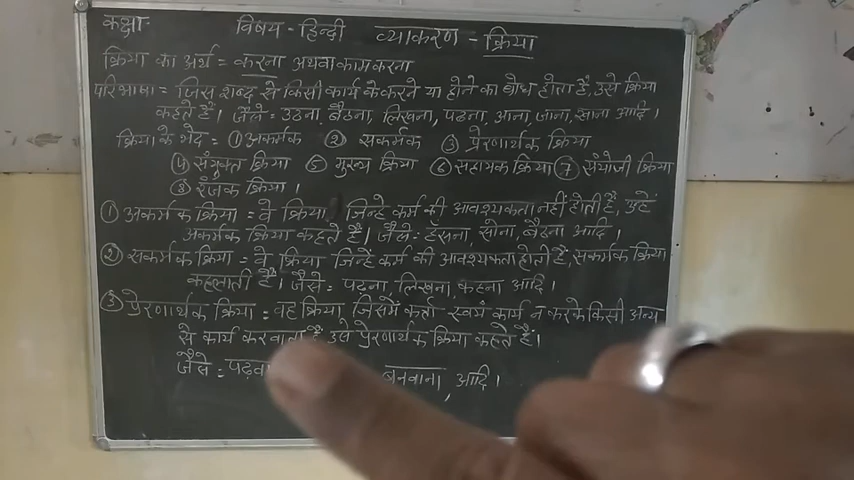 कक्षा- विषय - हिन्दी व्याकरण - क्रिया
क्रिया का अर्थ = करना अथवा काम करना
परिभाषा = जिस शब्द से किसी कार्य के करने या होने का बोध होता है, उसे क्रिया
कहते हैं। जैसे = उठना, बैठना, लिखना, पढना, आना, जाना, खाना आदि।
क्रिया के भेद = ① अकर्मक ② सकर्मक ③ प्रेरणार्थक क्रिया
④ संयुक्त क्रिया ⑤ मुख्य क्रिया ⑥ सहायक क्रिया ⑦ संयोजी क्रिया
⑧ रंजक क्रिया।
① अकर्मक क्रिया = वे क्रिया, जिन्हे कर्म की आवश्यकता नहीं होती है, उन्हें
अकर्मक क्रिया कहते हैं। जैसे = हँसना, सोना, बैठना आदि।
② सकर्मक क्रिया = वे क्रिया जिन्हें कर्म की आवश्यकता होती है, सकर्मक क्रिया
कहलाती हैं। जैसे = पढना, लिखना, कहना आदि।
③ प्रेरणार्थक क्रिया = वह क्रिया, जिसमें कर्ता स्वयं कार्य न करके किसी अन्य
से कार्य करवाता है, उसे प्रेरणार्थक क्रिया कहते हैं।
जैसे = बनवाना, आदि।